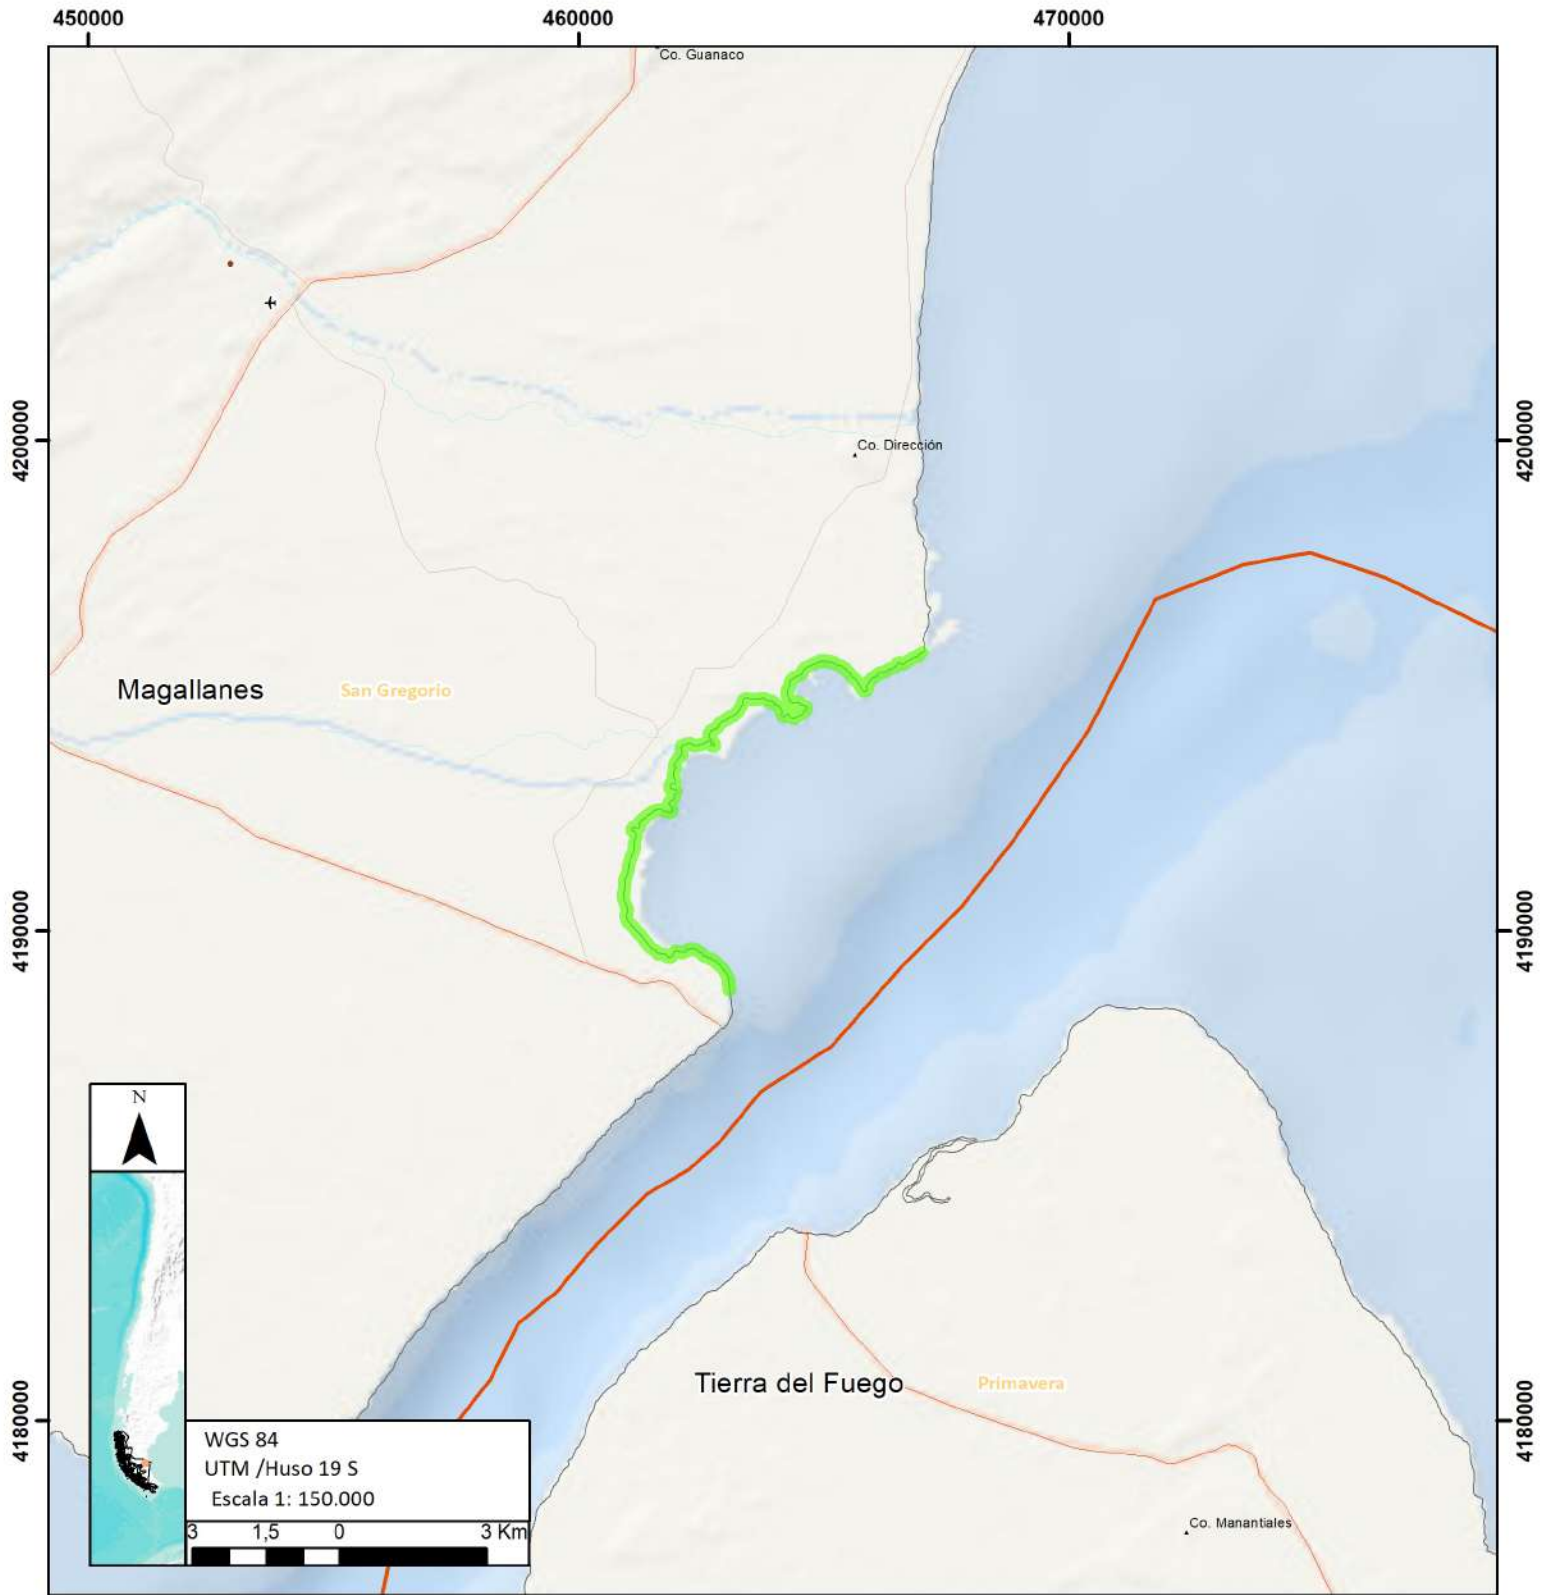 450000
460000
470000
Co. Guanaco
4200000
4200000
Co. Dirección
Magallanes
San Gregorio
4190000
4190000
N
Tierra del Fuego
Primavera
4180000
4180000
WGS 84
UTM /Huso 19 S
Escala 1: 150.000
3 1,5 0 3 Km
Co. Manantiales